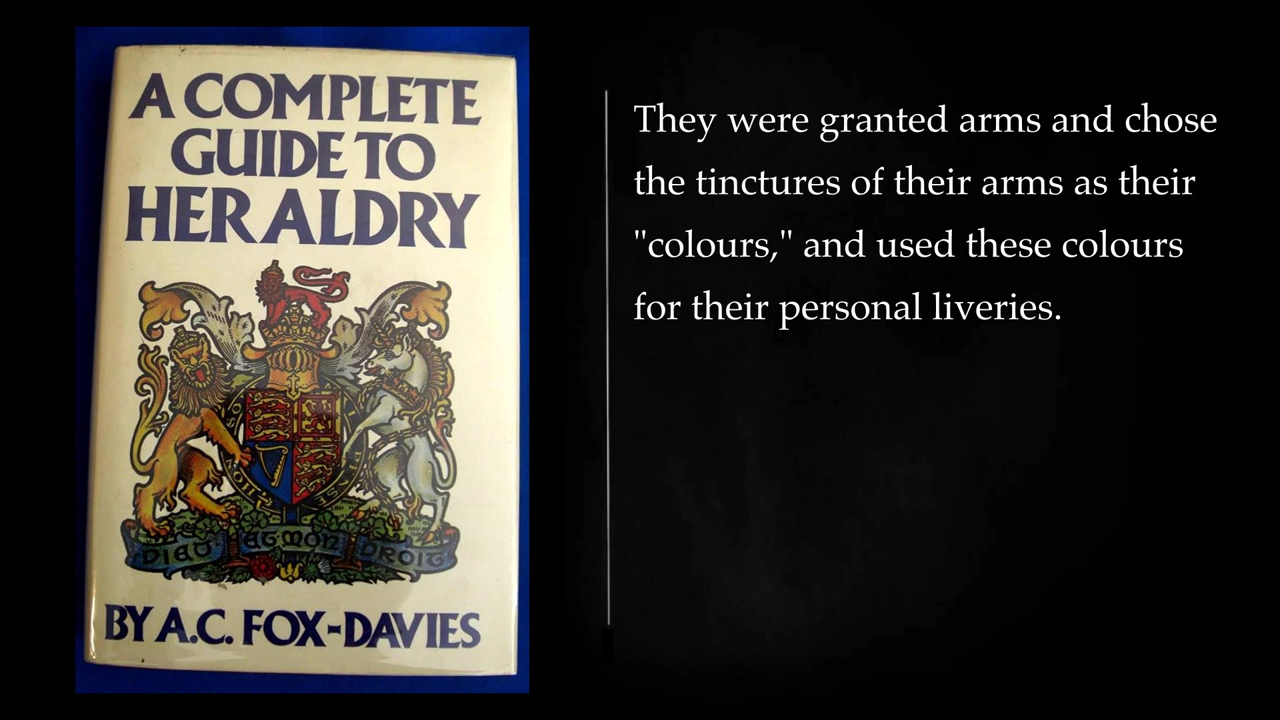 A COMPLETE
GUIDE TO
HERALDRY
DIEU ET MON DROIT
BY A.C. FOX-DAVIES
They were granted arms and chose
the tinctures of their arms as their
"colours," and used these colours
for their personal liveries.